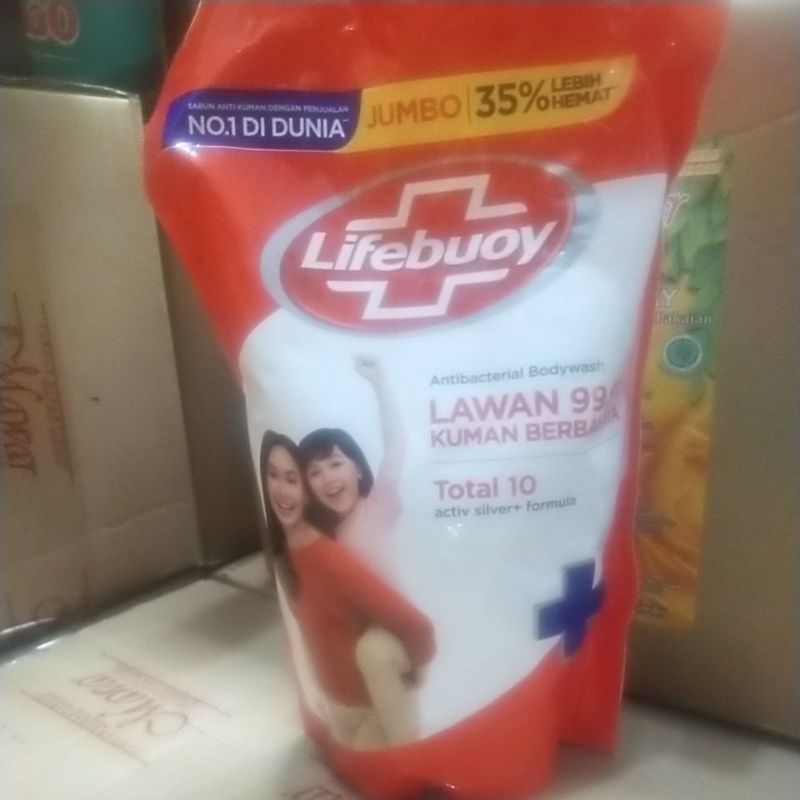 SABUN ANTI KUMAN DENGAN PENJUALAN
NO.1 DI DUNIA
JUMBO 35% LEBIH HEMAT
Lifebuoy
Antibacterial Bodywash
LAWAN 99
KUMAN
Total 10
activ silver+ formula